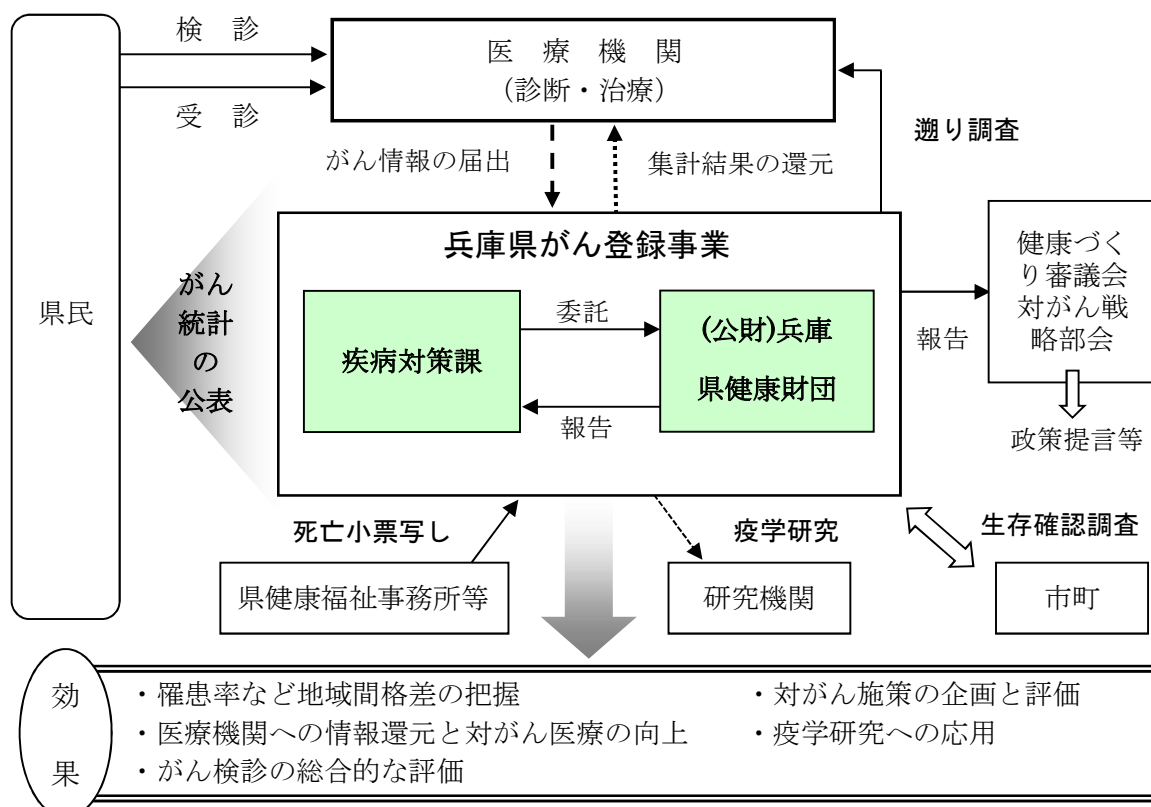 検　診
受　診
医　療　機　関
（診断・治療）
遡り調査
がん情報の届出
集計結果の還元
県民
がん
統計
の
公表
兵庫県がん登録事業
疾病対策課
委託
報告
(公財)兵庫
県健康財団
報告
健康づく
り審議会
対がん戦
略部会
政策提言等
死亡小票写し
疫学研究
生存確認調査
県健康福祉事務所等
研究機関
市町
効
果
・罹患率など地域間格差の把握
・対がん施策の企画と評価
・医療機関への情報還元と対がん医療の向上
・疫学研究への応用
・がん検診の総合的な評価